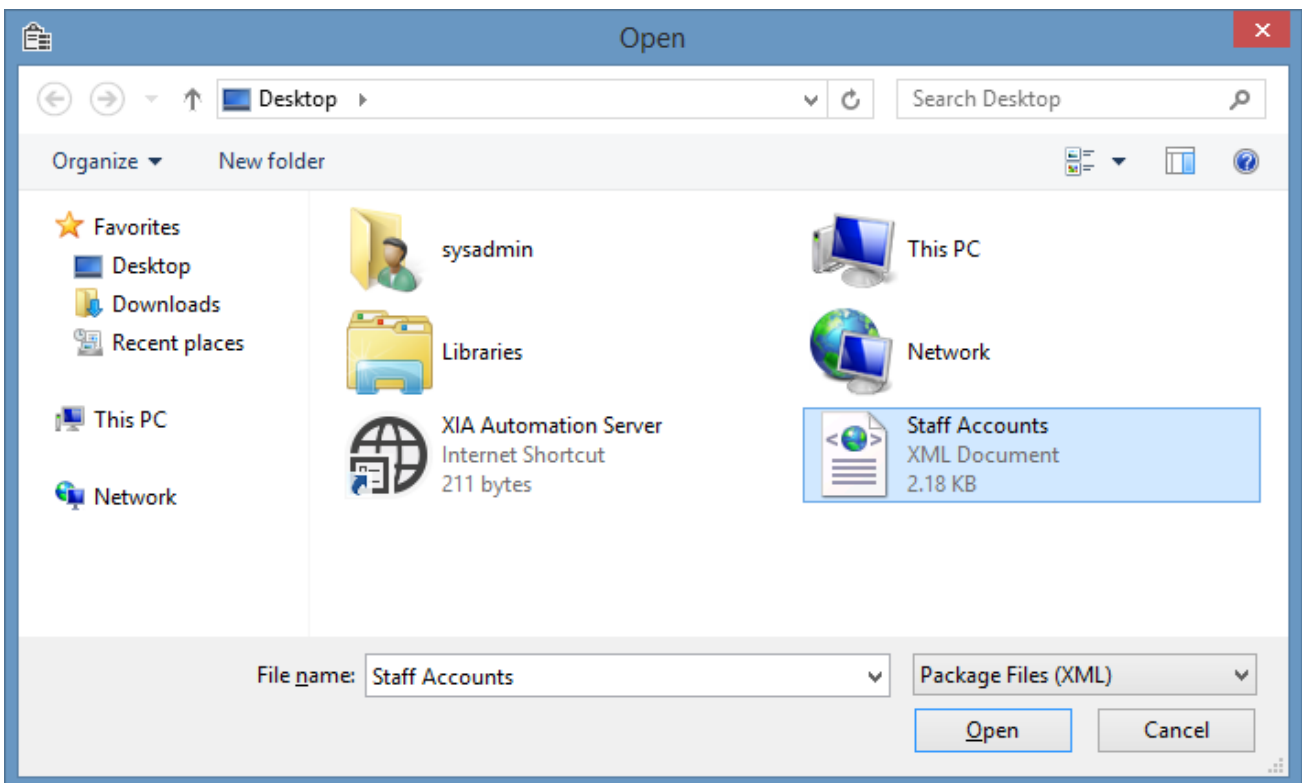 Open
Desktop
Search Desktop
Organize
New folder
Favorites
Desktop
Downloads
Recent places
This PC
Network
sysadmin
This PC
Libraries
Network
XIA Automation Server
Internet Shortcut
211 bytes
Staff Accounts
XML Document
2.18 KB
File name:
Staff Accounts
Package Files (XML)
Open
Cancel